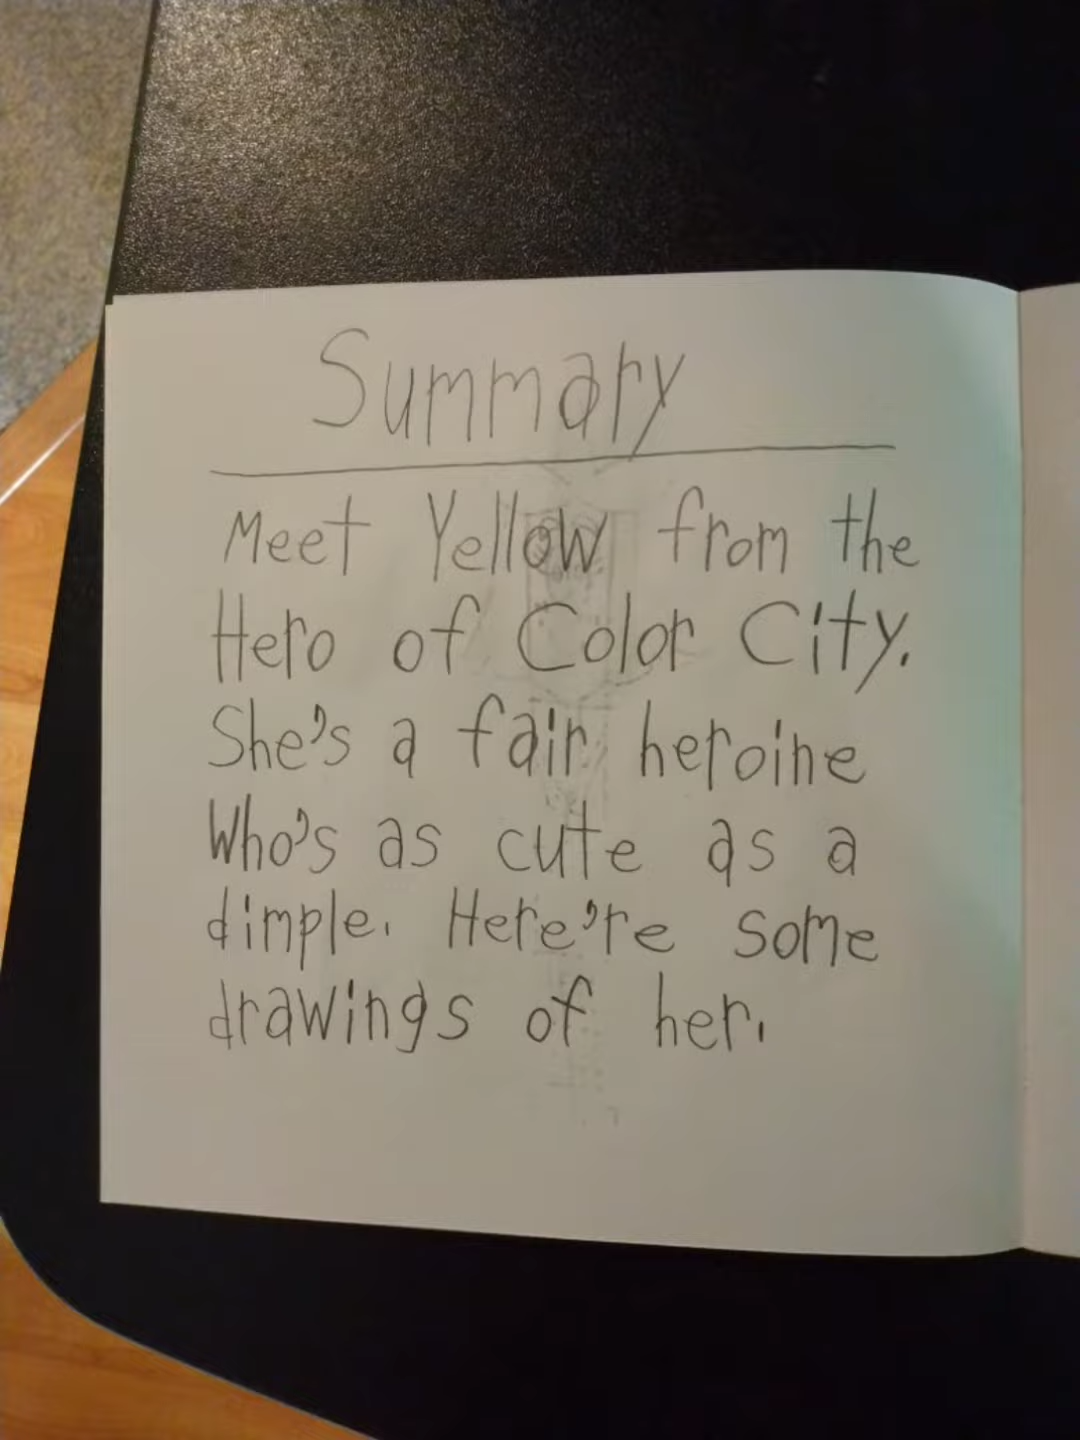 Summary
Meet Yellow from the
Hero of Color City.
She's a fair heroine
Who's as cute as a
dimple. Here're some
drawings of her.